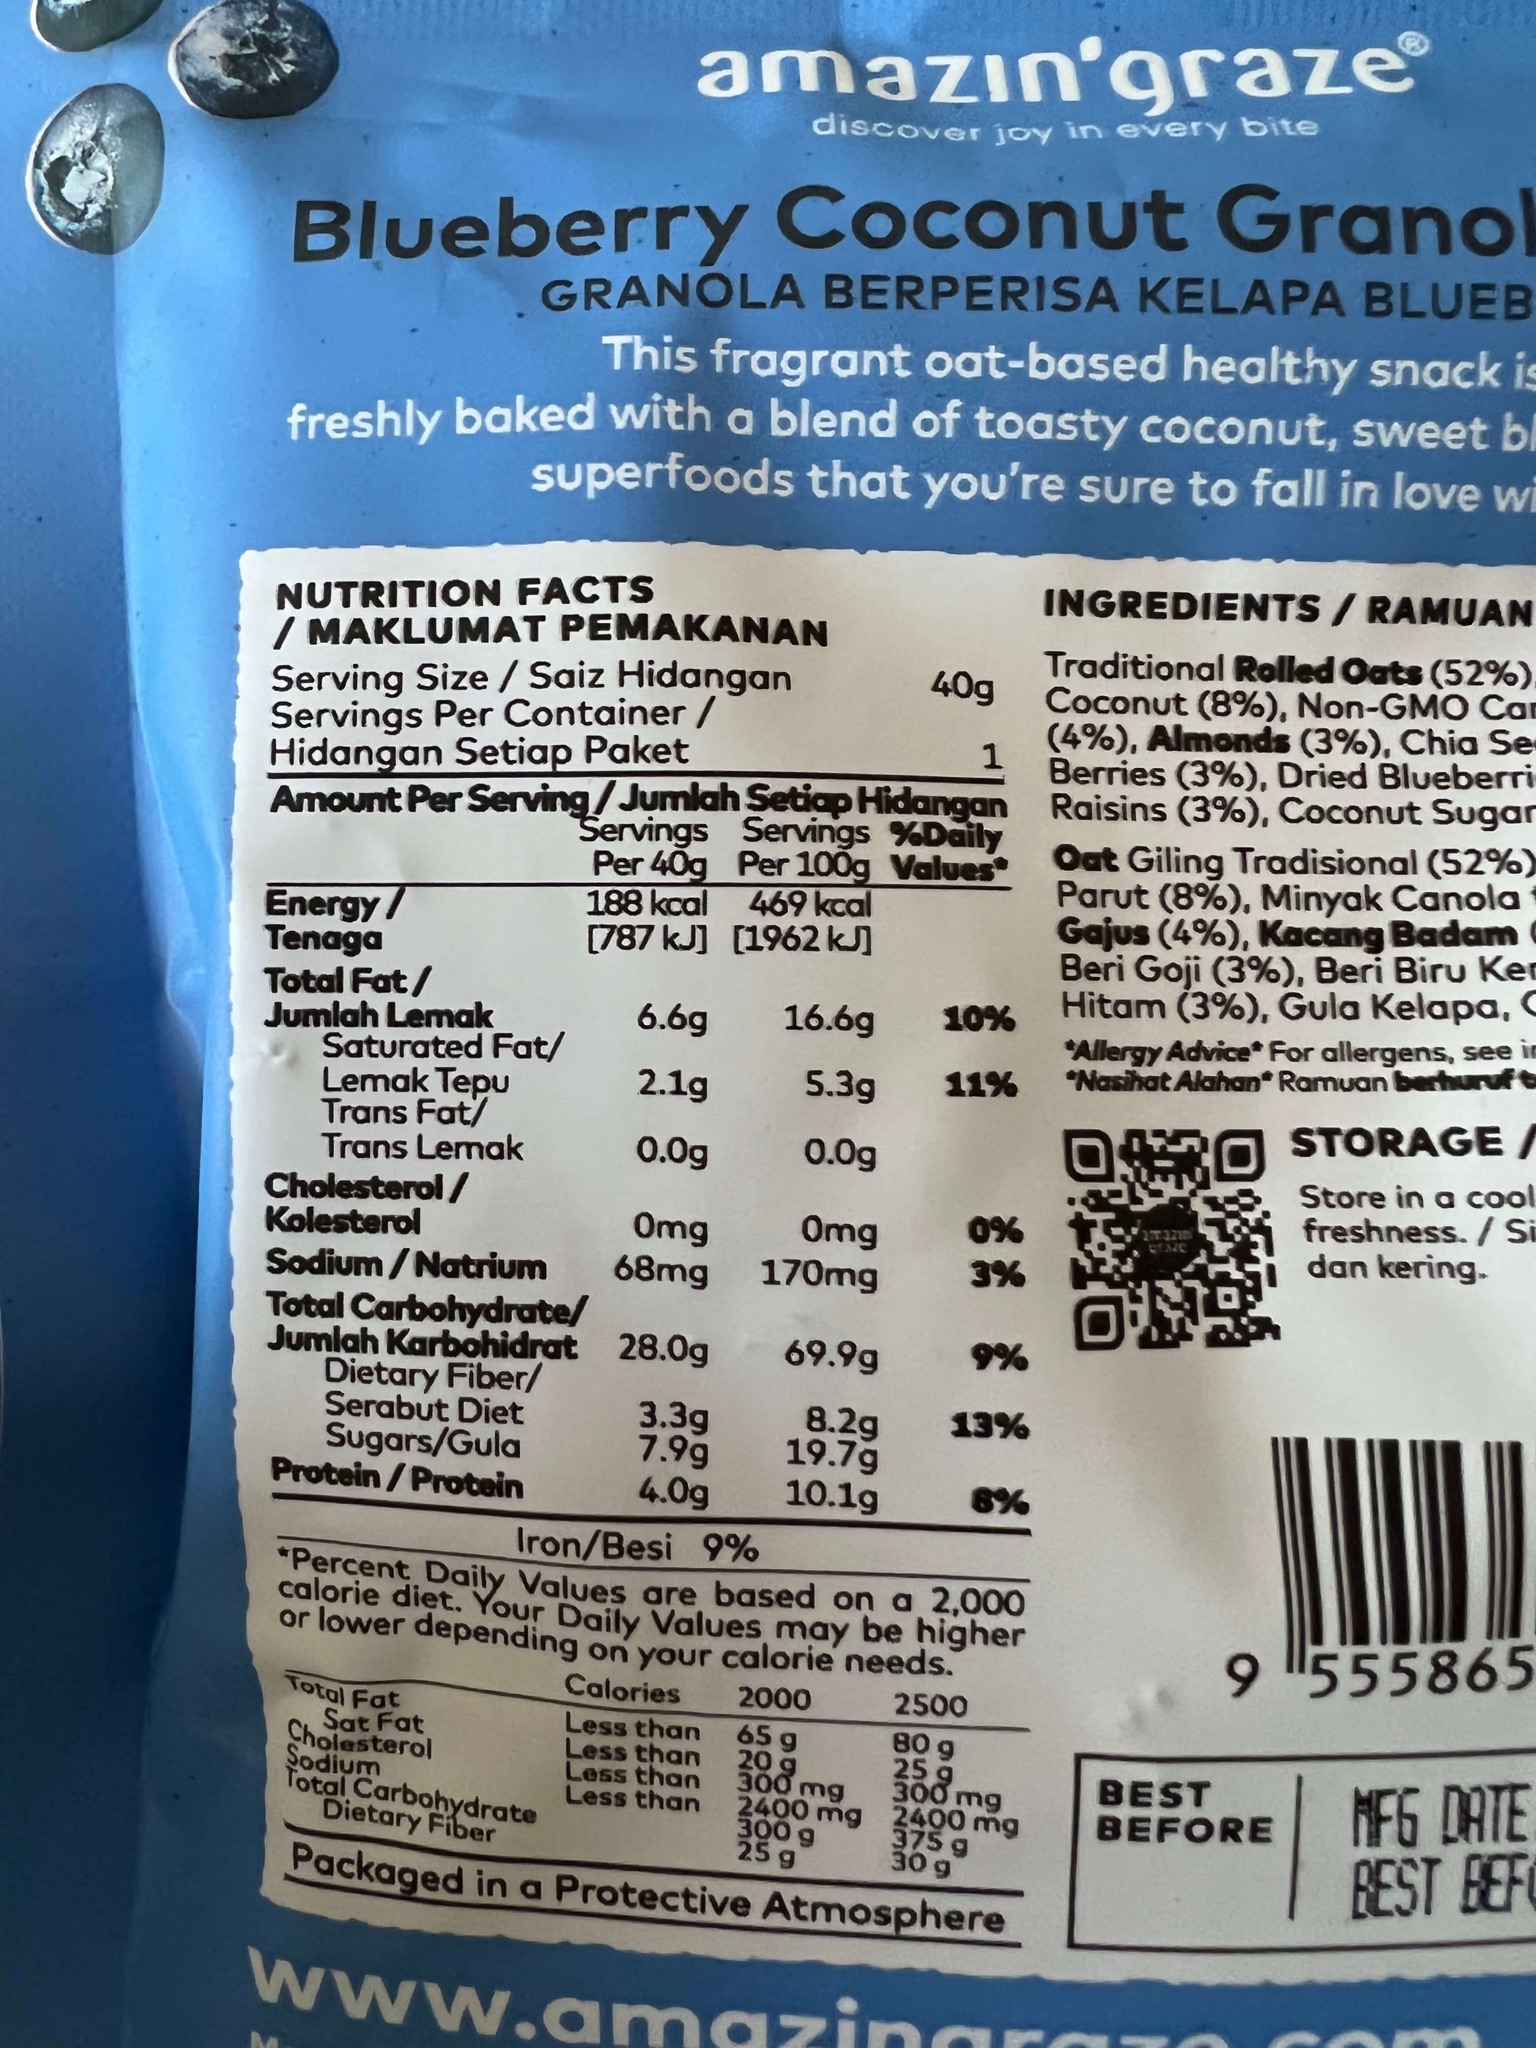 amazin'graze®
discover joy in every bite
Blueberry Coconut Granol
GRANOLA BERPERISA KELAPA BLUEB
This fragrant oat-based healthy snack is
freshly baked with a blend of toasty coconut, sweet bl
superfoods that you're sure to fall in love wi
NUTRITION FACTS
/ MAKLUMAT PEMAKANAN
Serving Size / Saiz Hidangan 40g
Servings Per Container /
Hidangan Setiap Paket 1
Amount Per Serving / Jumlah Setiap Hidangan
Servings Servings %Daily
Per 40g Per 100g Values*
Energy / 188 kcal 469 kcal
Tenaga [787 kJ] [1962 kJ]
Total Fat /
Jumlah Lemak 6.6g 16.6g 10%
Saturated Fat/
Lemak Tepu 2.1g 5.3g 11%
Trans Fat/
Trans Lemak 0.0g 0.0g
Cholesterol /
Kolesterol 0mg 0mg 0%
Sodium / Natrium 68mg 170mg 3%
Total Carbohydrate/
Jumlah Karbohidrat 28.0g 69.9g 9%
Dietary Fiber/
Serabut Diet 3.3g 8.2g 13%
Sugars/Gula 7.9g 19.7g
Protein / Protein 4.0g 10.1g 8%
Iron/Besi 9%
*Percent Daily Values are based on a 2,000
calorie diet. Your Daily Values may be higher
or lower depending on your calorie needs.
Calories 2000 2500
Total Fat Less than 65 g 80 g
Sat Fat Less than 20 g 25 g
Cholesterol Less than 300 mg 300 mg
Sodium Less than 2400 mg 2400 mg
Total Carbohydrate 300 g 375 g
Dietary Fiber 25 g 30 g
Packaged in a Protective Atmosphere
INGREDIENTS / RAMUAN
Traditional Rolled Oats (52%),
Coconut (8%), Non-GMO Can
(4%), Almonds (3%), Chia See
Berries (3%), Dried Blueberri
Raisins (3%), Coconut Sugar
Oat Giling Tradisional (52%)
Parut (8%), Minyak Canola
Gajus (4%), Kacang Badam (
Beri Goji (3%), Beri Biru Ker
Hitam (3%), Gula Kelapa,
*Allergy Advice* For allergens, see in
*Nasihat Alahan* Ramuan berhuruf t
STORAGE /
Store in a cool
freshness. / Si
dan kering.
9 555865
BEST
BEFORE
MFG DATE
BEST BEFO
www.amazingraze.com